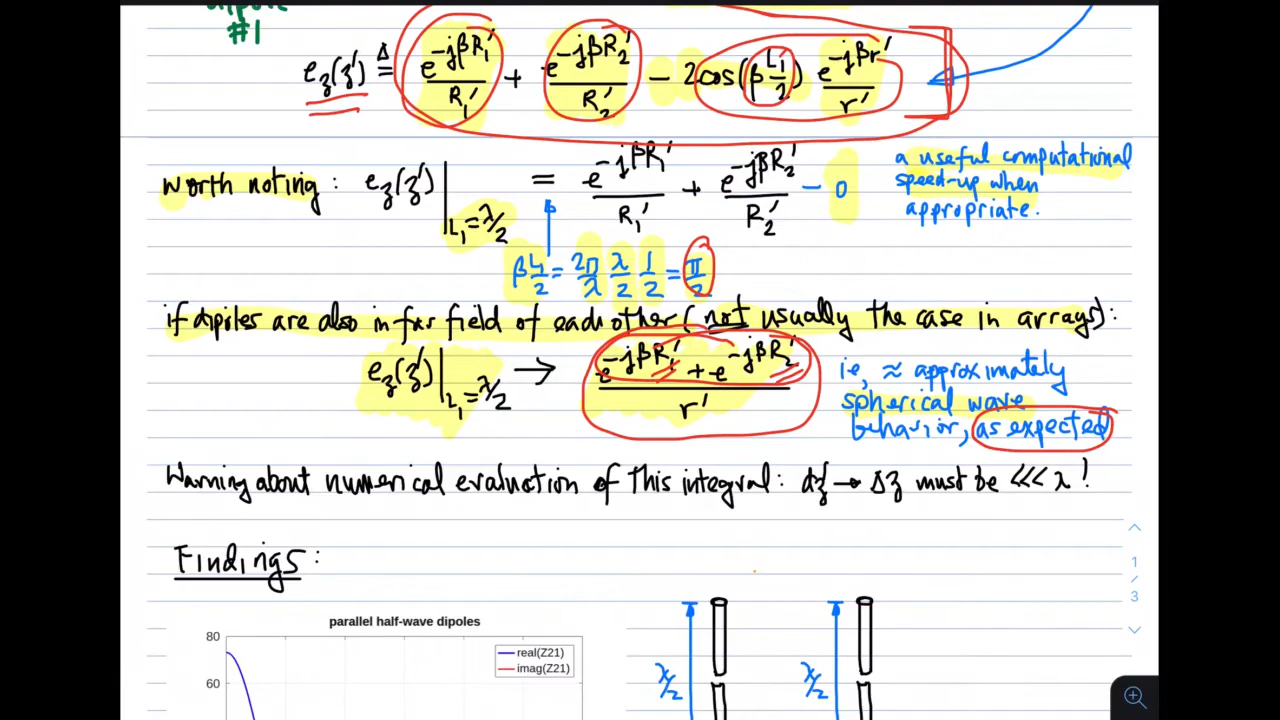 dipole
#1
e_z(z') ≜ e^{-jβR_1'}/R_1' + e^{-jβR_2'}/R_2' - 2cos(β L_1/2) e^{-jβr'}/r'
worth noting: e_z(z')|_{L_1=λ/2} = e^{-jβR_1'}/R_1' + e^{-jβR_2'}/R_2' - 0
a useful computational
speed-up when
appropriate.
β L_1/2 = 2π/λ λ/2 1/2 = π/2
if dipoles are also in far field of each other (not usually the case in arrays):
e_z(z')|_{L_1=λ/2} → (e^{-jβR_1'} + e^{-jβR_2'})/r'
ie, ≈ approximately
spherical wave
behavior, as expected
Warning about numerical evaluation of this integral: dz → Δz must be <<< λ!
Findings:
1
/
3
parallel half-wave dipoles
80
60
real(Z21)
imag(Z21)
λ/2
λ/2